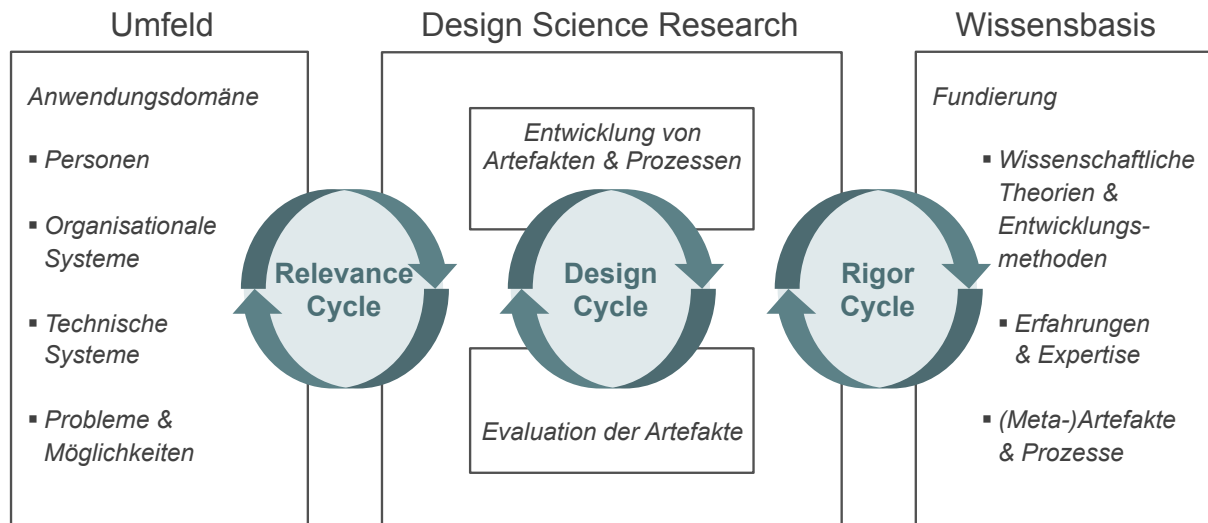 Umfeld
Anwendungsdomäne
▪ Personen
▪ Organisationale
Systeme
▪ Technische
Systeme
▪ Probleme &
Möglichkeiten
Relevance
Cycle
Design Science Research
Entwicklung von
Artefakten & Prozessen
Design
Cycle
Evaluation der Artefakte
Rigor
Cycle
Wissensbasis
Fundierung
▪ Wissenschaftliche
Theorien &
Entwicklungs-
methoden
▪ Erfahrungen
& Expertise
▪ (Meta-)Artefakte
& Prozesse